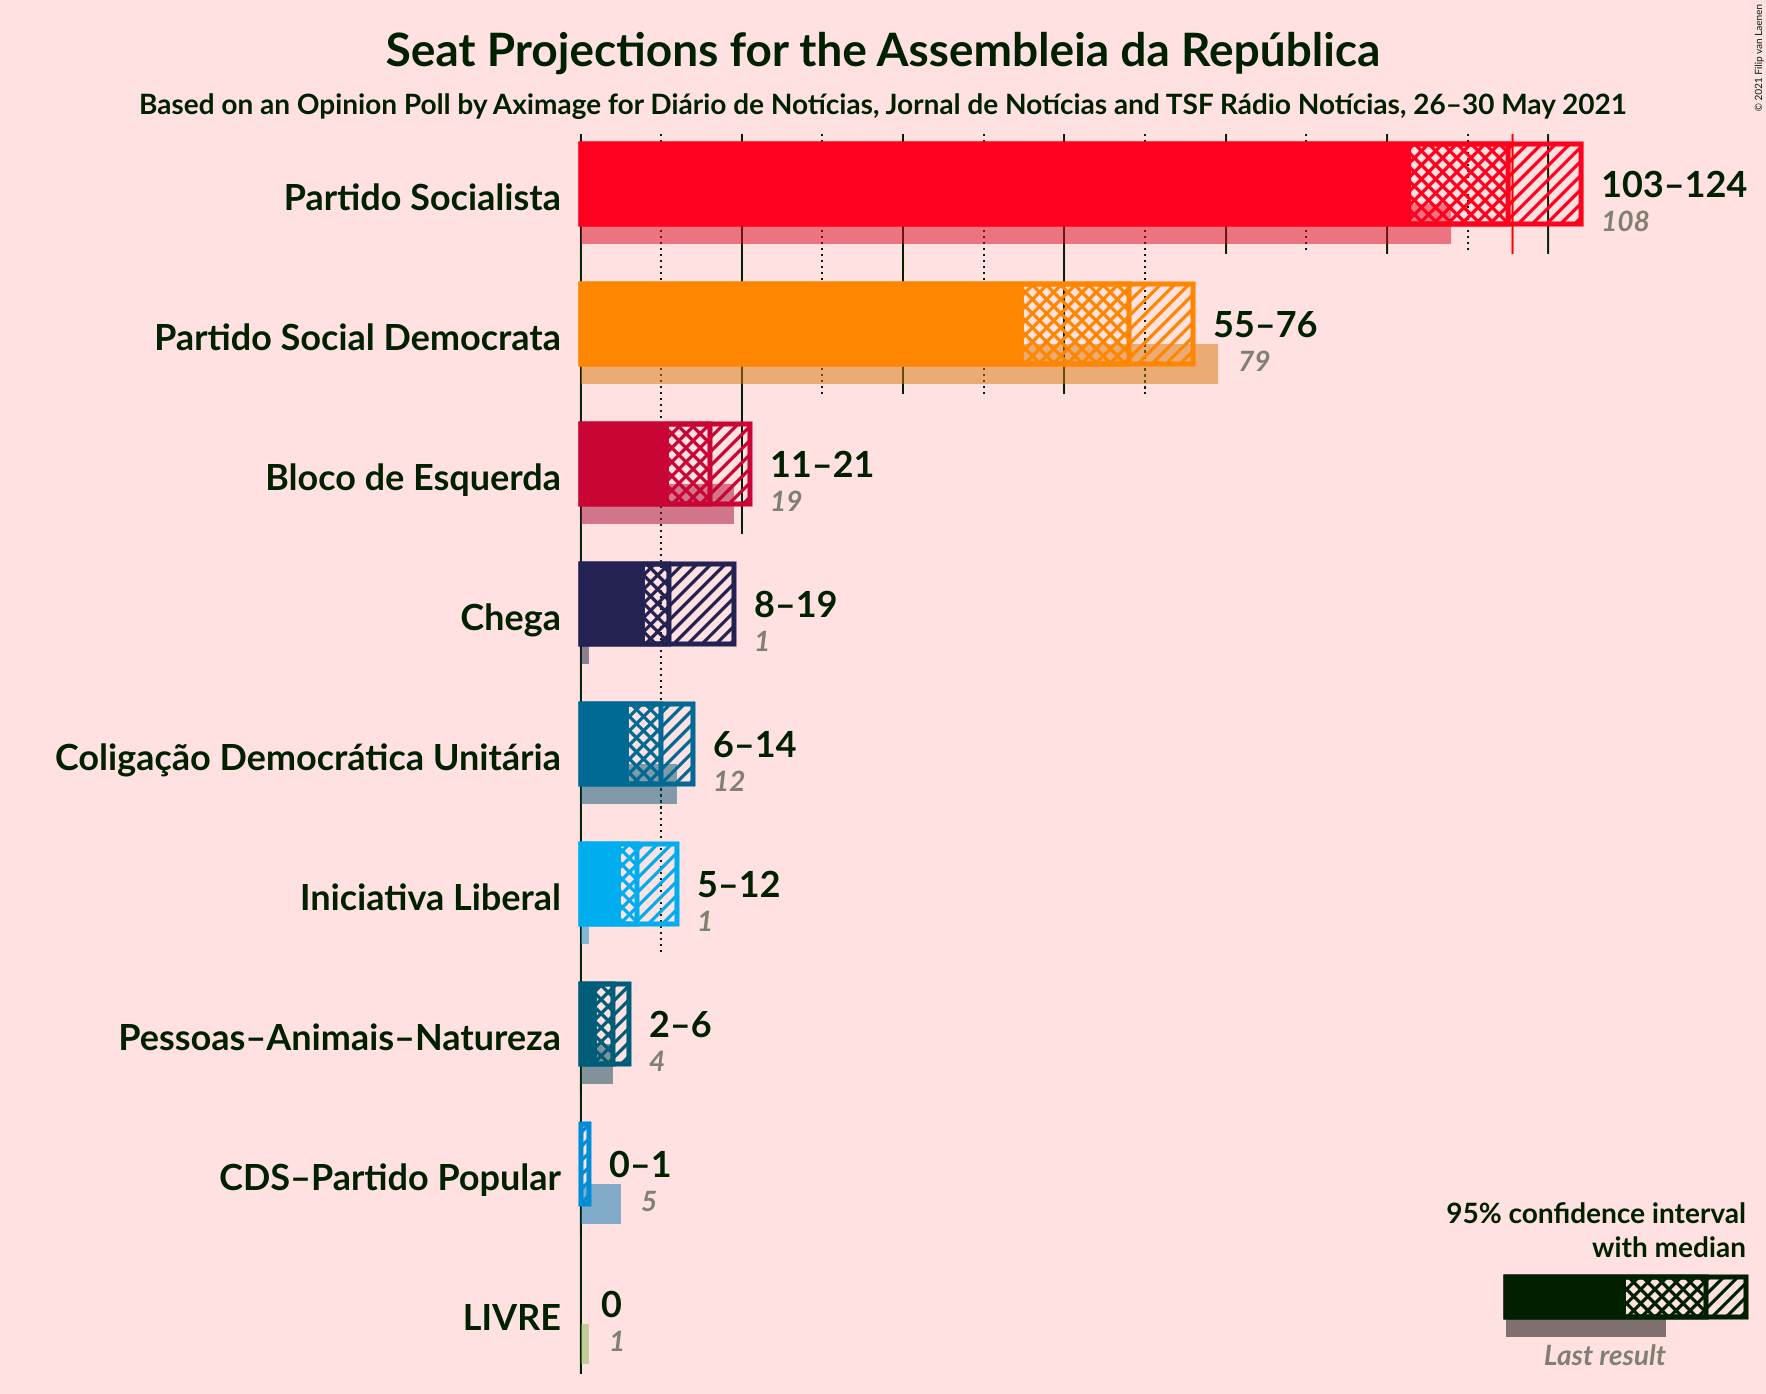 Seat Projections for the Assembleia da República
Based on an Opinion Poll by Aximage for Diário de Notícias, Jornal de Notícias and TSF Rádio Notícias, 26–30 May 2021
© 2021 Filip van Laenen
Partido Socialista
103–124
108
Partido Social Democrata
55–76
79
Bloco de Esquerda
11–21
19
Chega
8–19
1
Coligação Democrática Unitária
6–14
12
Iniciativa Liberal
5–12
1
Pessoas–Animais–Natureza
2–6
4
CDS–Partido Popular
0–1
5
LIVRE
0
1
95% confidence interval
with median
Last result